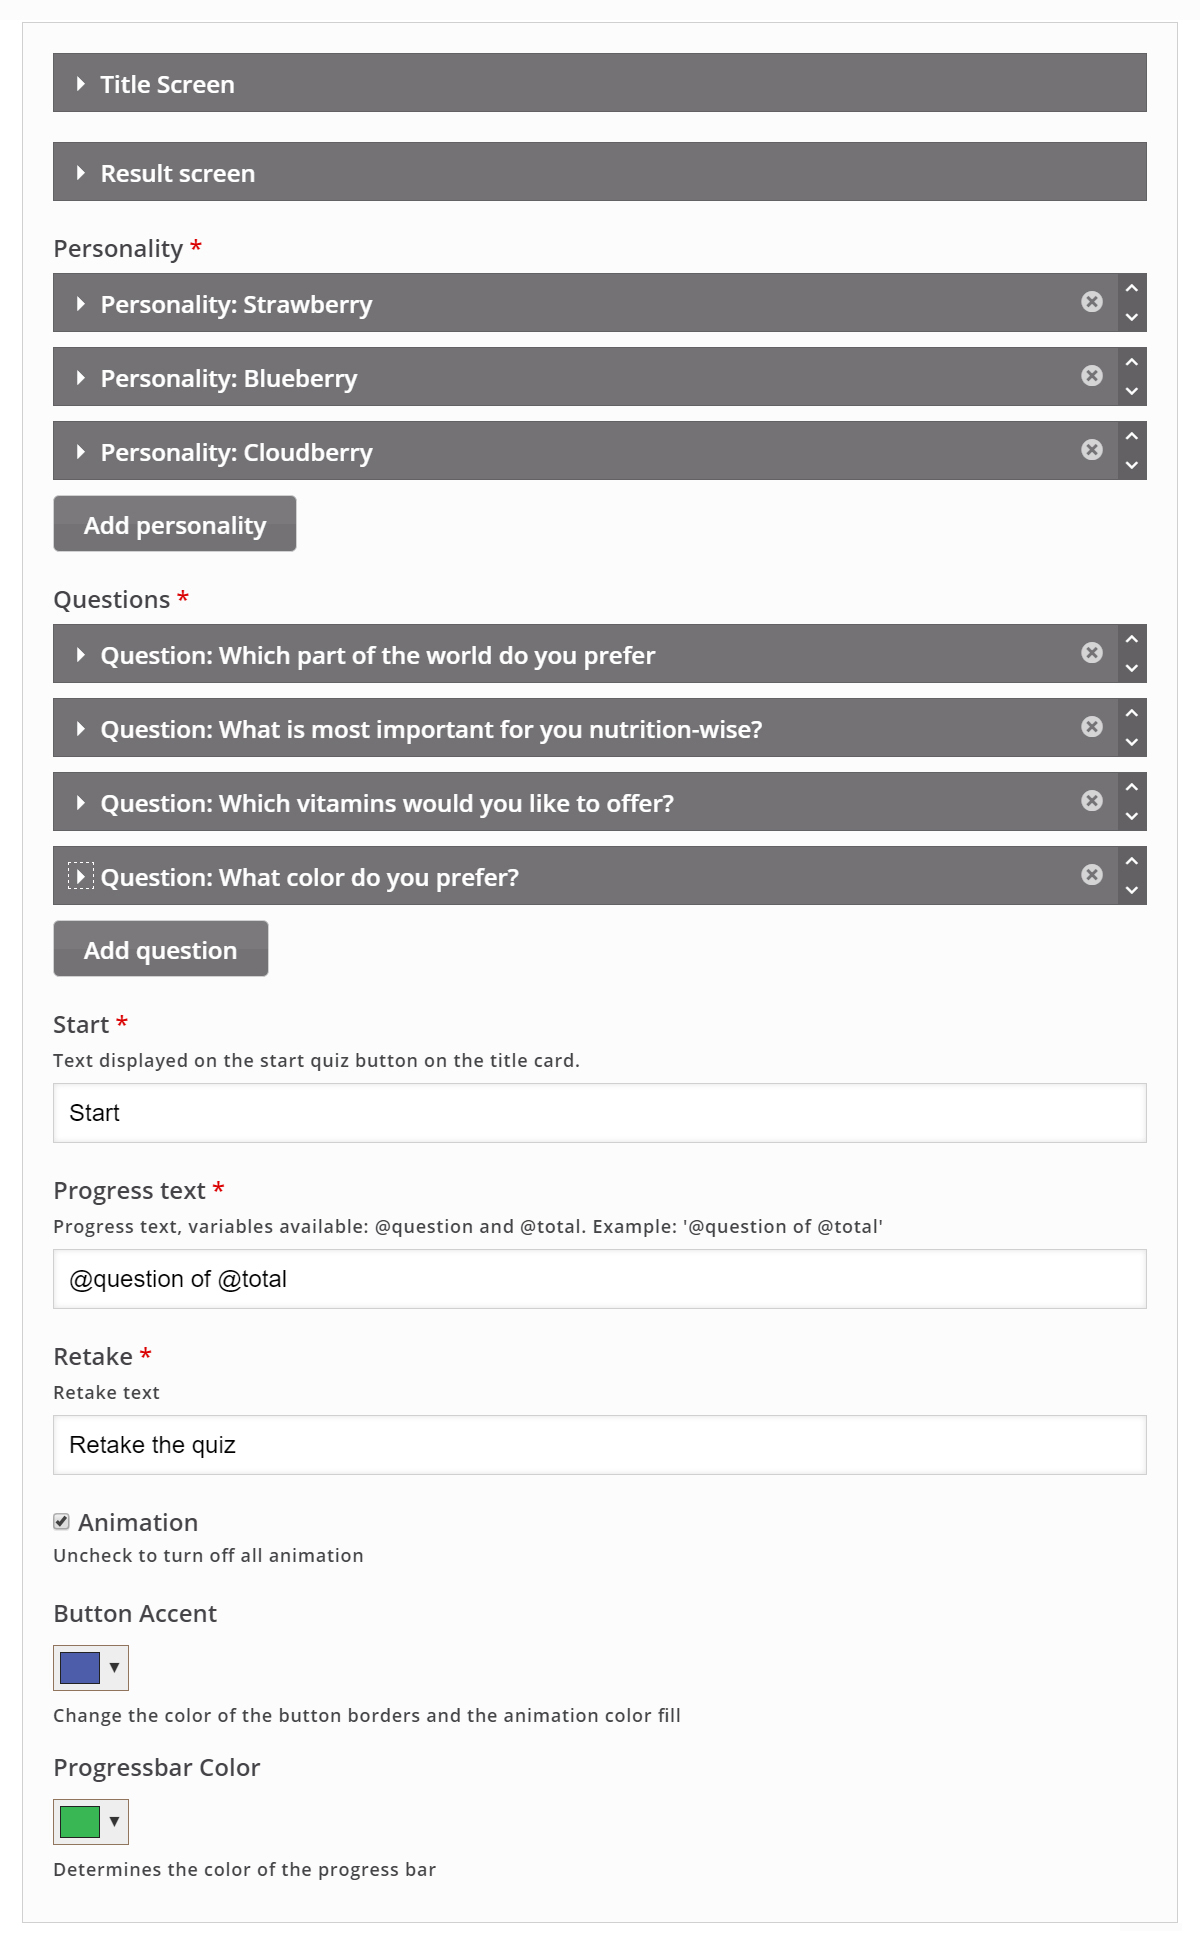 Title Screen
Result screen
Personality *
Personality: Strawberry
Personality: Blueberry
Personality: Cloudberry
Add personality
Questions *
Question: Which part of the world do you prefer
Question: What is most important for you nutrition-wise?
Question: Which vitamins would you like to offer?
Question: What color do you prefer?
Add question
Start *
Text displayed on the start quiz button on the title card.
Start
Progress text *
Progress text, variables available: @question and @total. Example: '@question of @total'
@question of @total
Retake *
Retake text
Retake the quiz
Animation
Uncheck to turn off all animation
Button Accent
Change the color of the button borders and the animation color fill
Progressbar Color
Determines the color of the progress bar